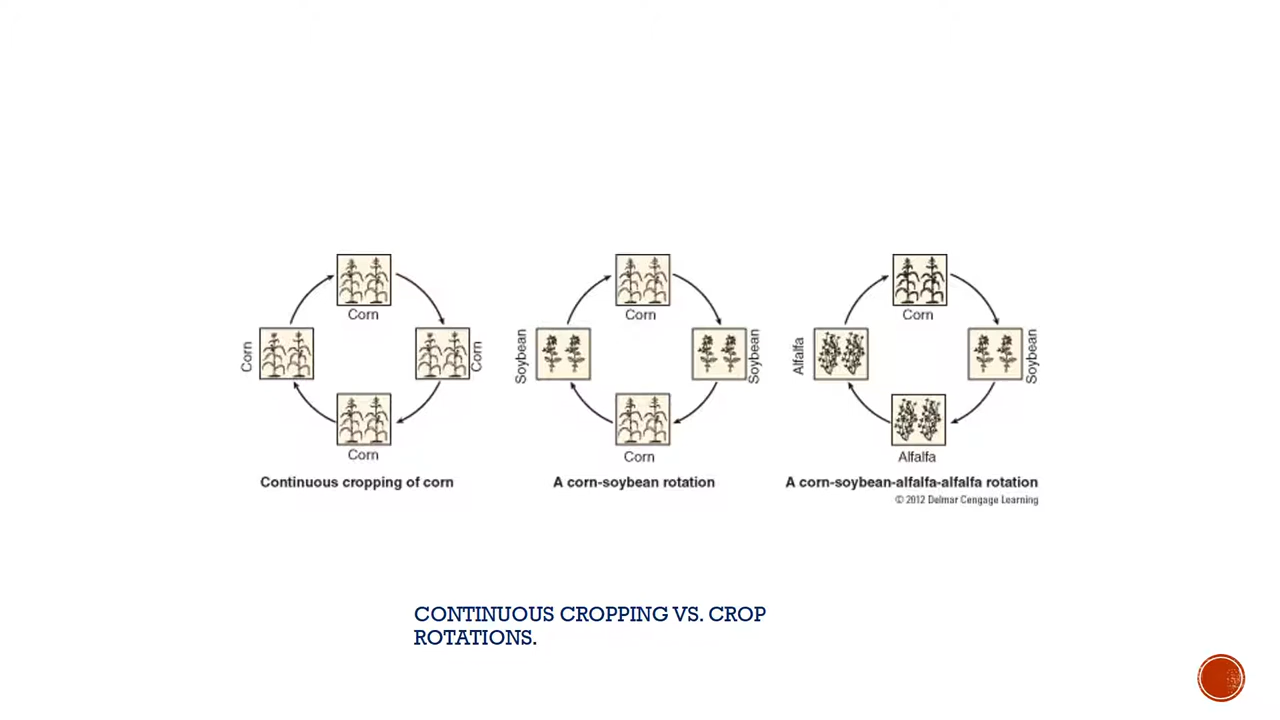 Corn
Corn
Corn
Corn
Continuous cropping of corn
Corn
Soybean
Soybean
Corn
A corn-soybean rotation
Corn
Alfalfa
Soybean
Alfalfa
A corn-soybean-alfalfa-alfalfa rotation
© 2012 Delmar Cengage Learning
CONTINUOUS CROPPING VS. CROP
ROTATIONS.